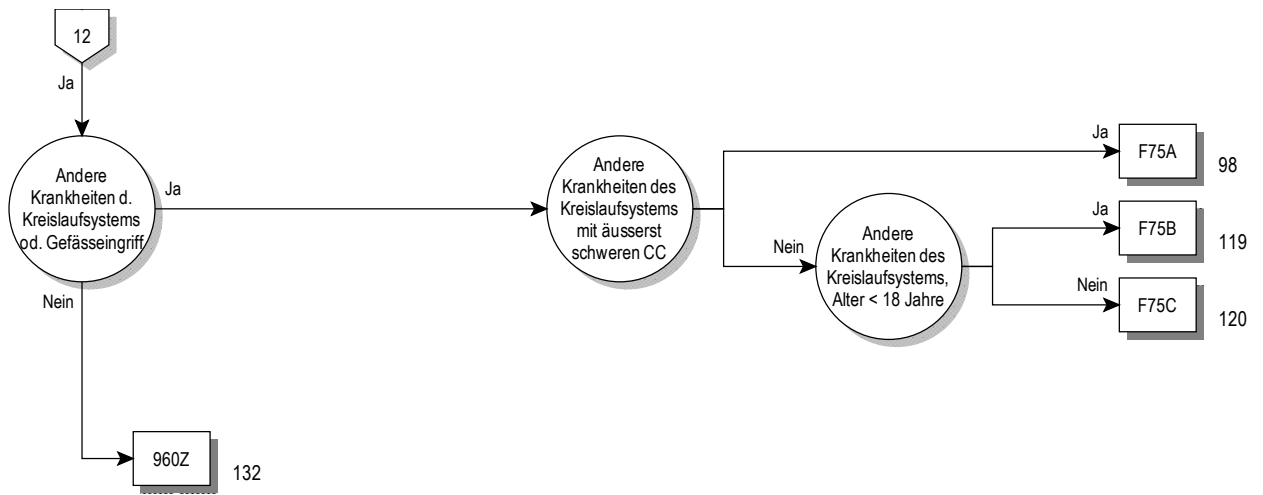 12
Ja
Andere
Krankheiten d.
Kreislaufsystems
od. Gefässeingriff
Ja
Nein
Andere
Krankheiten des
Kreislaufsystems
mit äusserst
schweren CC
Ja
F75A
98
Nein
Andere
Krankheiten des
Kreislaufsystems,
Alter < 18 Jahre
Ja
F75B
119
Nein
F75C
120
960Z
132